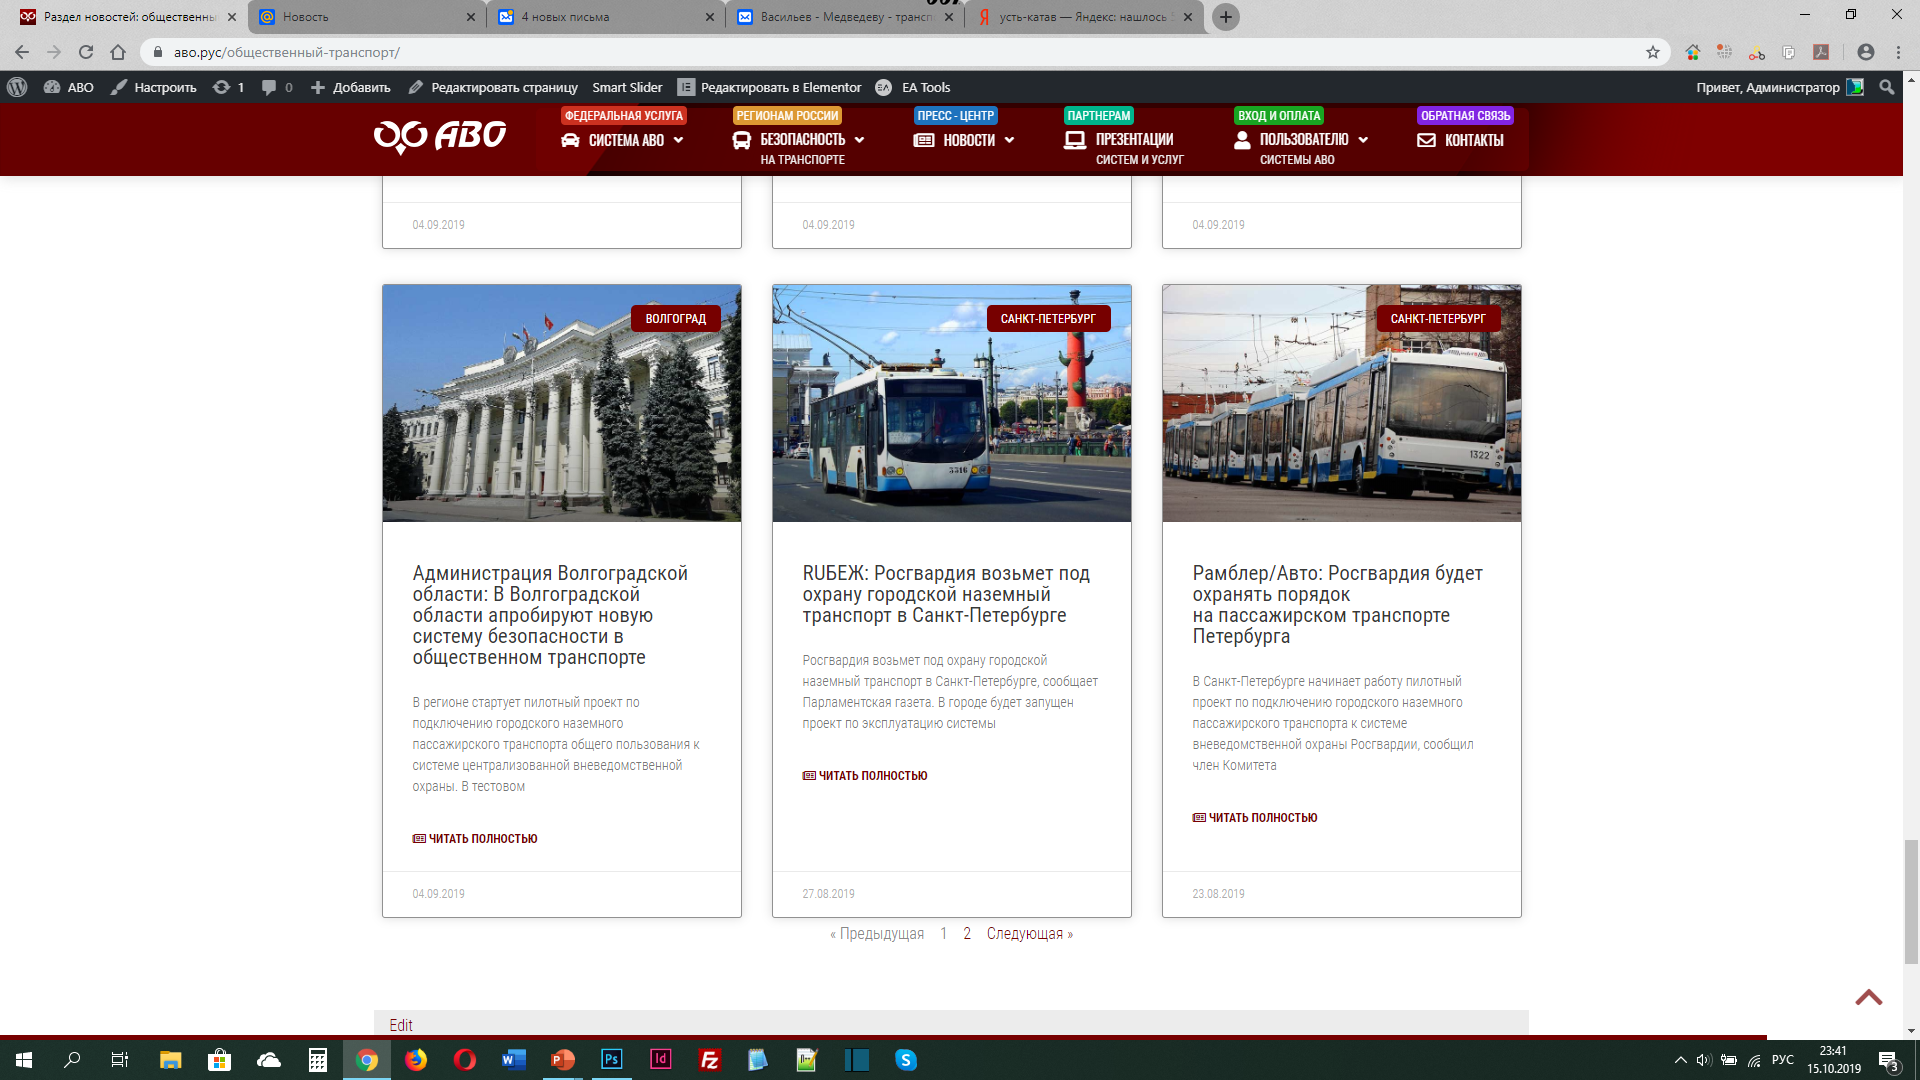 Раздел новостей: общественны
Новость
4 новых письма
Васильев - Медведеву - трансп
усть-катав — Яндекс: нашлось
аво.рус/общественный-транспорт/
АВО
Настроить
1
0
Добавить
Редактировать страницу
Smart Slider
Редактировать в Elementor
EA Tools
Привет, Администратор
АВО
ФЕДЕРАЛЬНАЯ УСЛУГА
СИСТЕМА АВО
РЕГИОНАМ РОССИИ
БЕЗОПАСНОСТЬ
НА ТРАНСПОРТЕ
ПРЕСС - ЦЕНТР
НОВОСТИ
ПАРТНЕРАМ
ПРЕЗЕНТАЦИИ
СИСТЕМ И УСЛУГ
ВХОД И ОПЛАТА
ПОЛЬЗОВАТЕЛЮ
СИСТЕМЫ АВО
ОБРАТНАЯ СВЯЗЬ
КОНТАКТЫ
04.09.2019
04.09.2019
04.09.2019
ВОЛГОГРАД
Администрация Волгоградской
области: В Волгоградской
области апробируют новую
систему безопасности в
общественном транспорте
В регионе стартует пилотный проект по
подключению городского наземного
пассажирского транспорта общего пользования к
системе централизованной вневедомственной
охраны. В тестовом
ЧИТАТЬ ПОЛНОСТЬЮ
04.09.2019
САНКТ-ПЕТЕРБУРГ
3316
RUБЕЖ: Росгвардия возьмет под
охрану городской наземный
транспорт в Санкт-Петербурге
Росгвардия возьмет под охрану городской
наземный транспорт в Санкт-Петербурге, сообщает
Парламентская газета. В городе будет запущен
проект по эксплуатацию системы
ЧИТАТЬ ПОЛНОСТЬЮ
27.08.2019
САНКТ-ПЕТЕРБУРГ
1322
Рамблер/Авто: Росгвардия будет
охранять порядок
на пассажирском транспорте
Петербурга
В Санкт-Петербурге начинает работу пилотный
проект по подключению городского наземного
пассажирского транспорта к системе
вневедомственной охраны Росгвардии, сообщил
член Комитета
ЧИТАТЬ ПОЛНОСТЬЮ
23.08.2019
« Предыдущая 1 2 Следующая »
Edit
РУС
23:41
15.10.2019
3